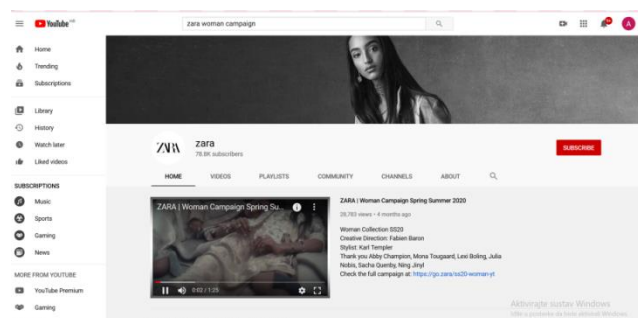 YouTube
zara woman campaign
A
Home
Trending
Subscriptions
Library
History
Watch later
Liked videos
SUBSCRIPTIONS
Music
Sports
Gaming
News
MORE FROM YOUTUBE
YouTube Premium
Gaming
ZARA
zara
78.8K subscribers
SUBSCRIBE
HOME VIDEOS PLAYLISTS COMMUNITY CHANNELS ABOUT
ZARA | Woman Campaign Spring Su...
0:02 / 1:25
ZARA | Woman Campaign Spring Summer 2020
views • 4 months ago
Woman Collection SS20
Creative Direction: Fabien Baron
Stylist: Karl Templer
Thank you Abby Champion, Mona Tougaard, Lexi Boling, Julia
Nobis, Sacha Quenby, Ning Jinyi
Check the full campaign at: https://go.zara/ss20-woman-yt
Aktivirajte sustav Windows